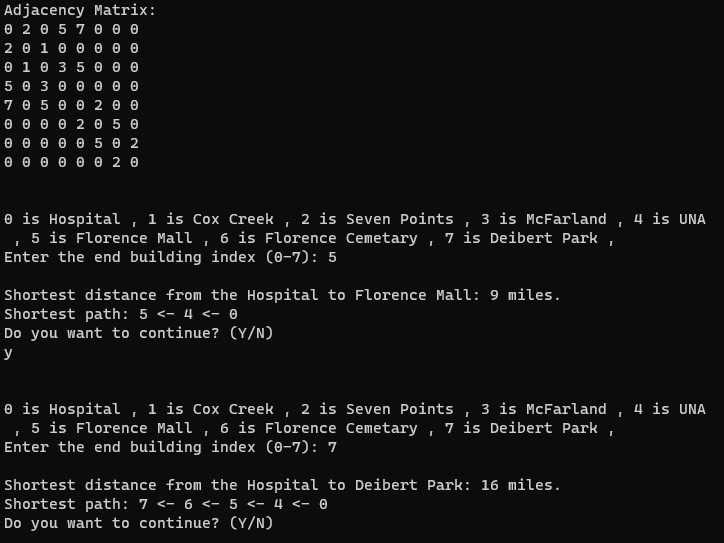 Adjacency Matrix:
0 2 0 5 7 0 0 0
2 0 1 0 0 0 0 0
0 1 0 3 5 0 0 0
5 0 3 0 0 0 0 0
7 0 5 0 0 2 0 0
0 0 0 0 2 0 5 0
0 0 0 0 0 5 0 2
0 0 0 0 0 0 2 0
0 is Hospital , 1 is Cox Creek , 2 is Seven Points , 3 is McFarland , 4 is UNA
, 5 is Florence Mall , 6 is Florence Cemetary , 7 is Deibert Park ,
Enter the end building index (0-7): 5
Shortest distance from the Hospital to Florence Mall: 9 miles.
Shortest path: 5 <- 4 <- 0
Do you want to continue? (Y/N)
y
0 is Hospital , 1 is Cox Creek , 2 is Seven Points , 3 is McFarland , 4 is UNA
, 5 is Florence Mall , 6 is Florence Cemetary , 7 is Deibert Park ,
Enter the end building index (0-7): 7
Shortest distance from the Hospital to Deibert Park: 16 miles.
Shortest path: 7 <- 6 <- 5 <- 4 <- 0
Do you want to continue? (Y/N)